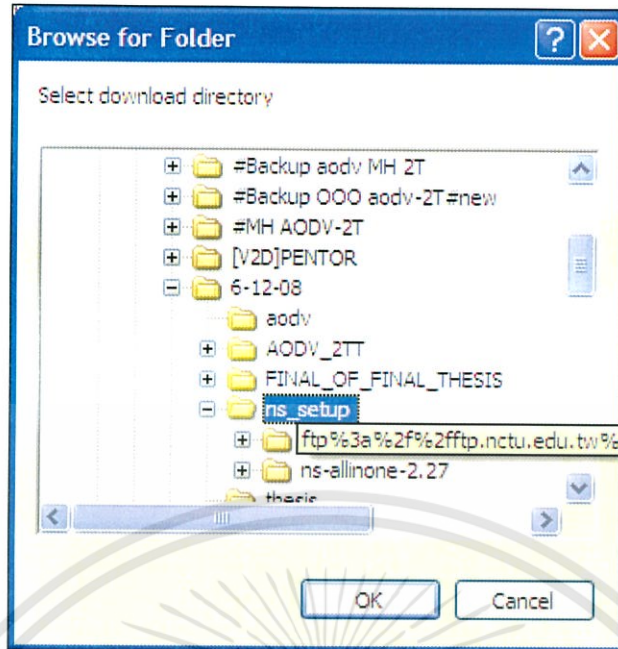 Browse for Folder
Select download directory
#Backup aodv MH 2T
#Backup OOO aodv-2T#new
#MH AODV-2T
[V2D]PENTOR
6-12-08
aodv
AODV_2TT
FINAL_OF_FINAL_THESIS
ns_setup
ftp%3a%2f%2fftp.nctu.edu.tw%
ns-allinone-2.27
thesis
OK
Cancel